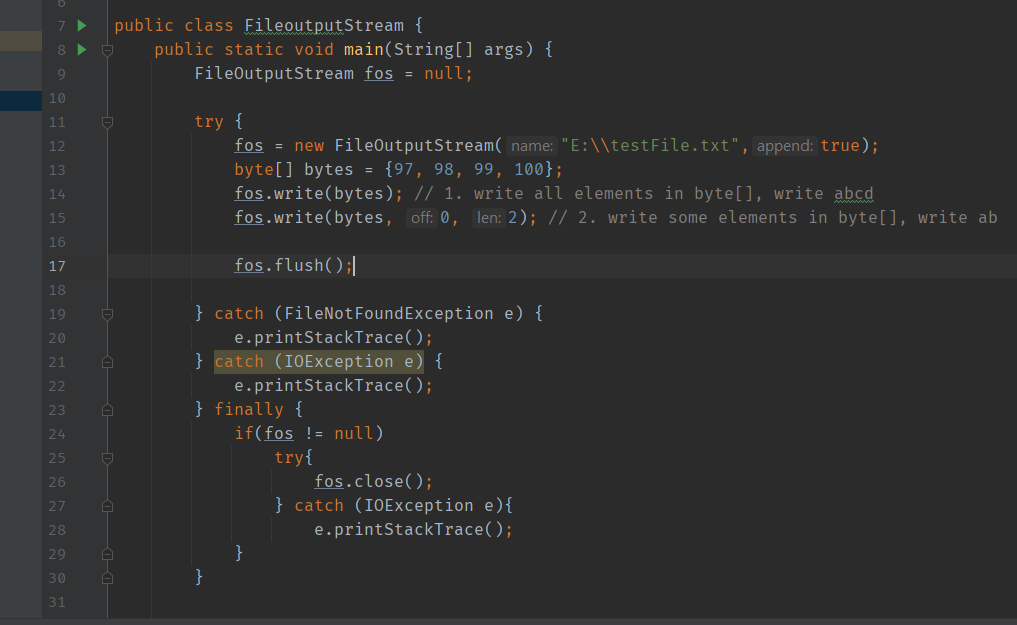 6
7 public class FileoutputStream {
8 public static void main(String[] args) {
9 FileOutputStream fos = null;
10
11 try {
12 fos = new FileOutputStream( name: "E:\\testFile.txt", append: true);
13 byte[] bytes = {97, 98, 99, 100};
14 fos.write(bytes); // 1. write all elements in byte[], write abcd
15 fos.write(bytes, off: 0, len: 2); // 2. write some elements in byte[], write ab
16
17 fos.flush();
18
19 } catch (FileNotFoundException e) {
20 e.printStackTrace();
21 } catch (IOException e) {
22 e.printStackTrace();
23 } finally {
24 if(fos != null)
25 try{
26 fos.close();
27 } catch (IOException e){
28 e.printStackTrace();
29 }
30 }
31